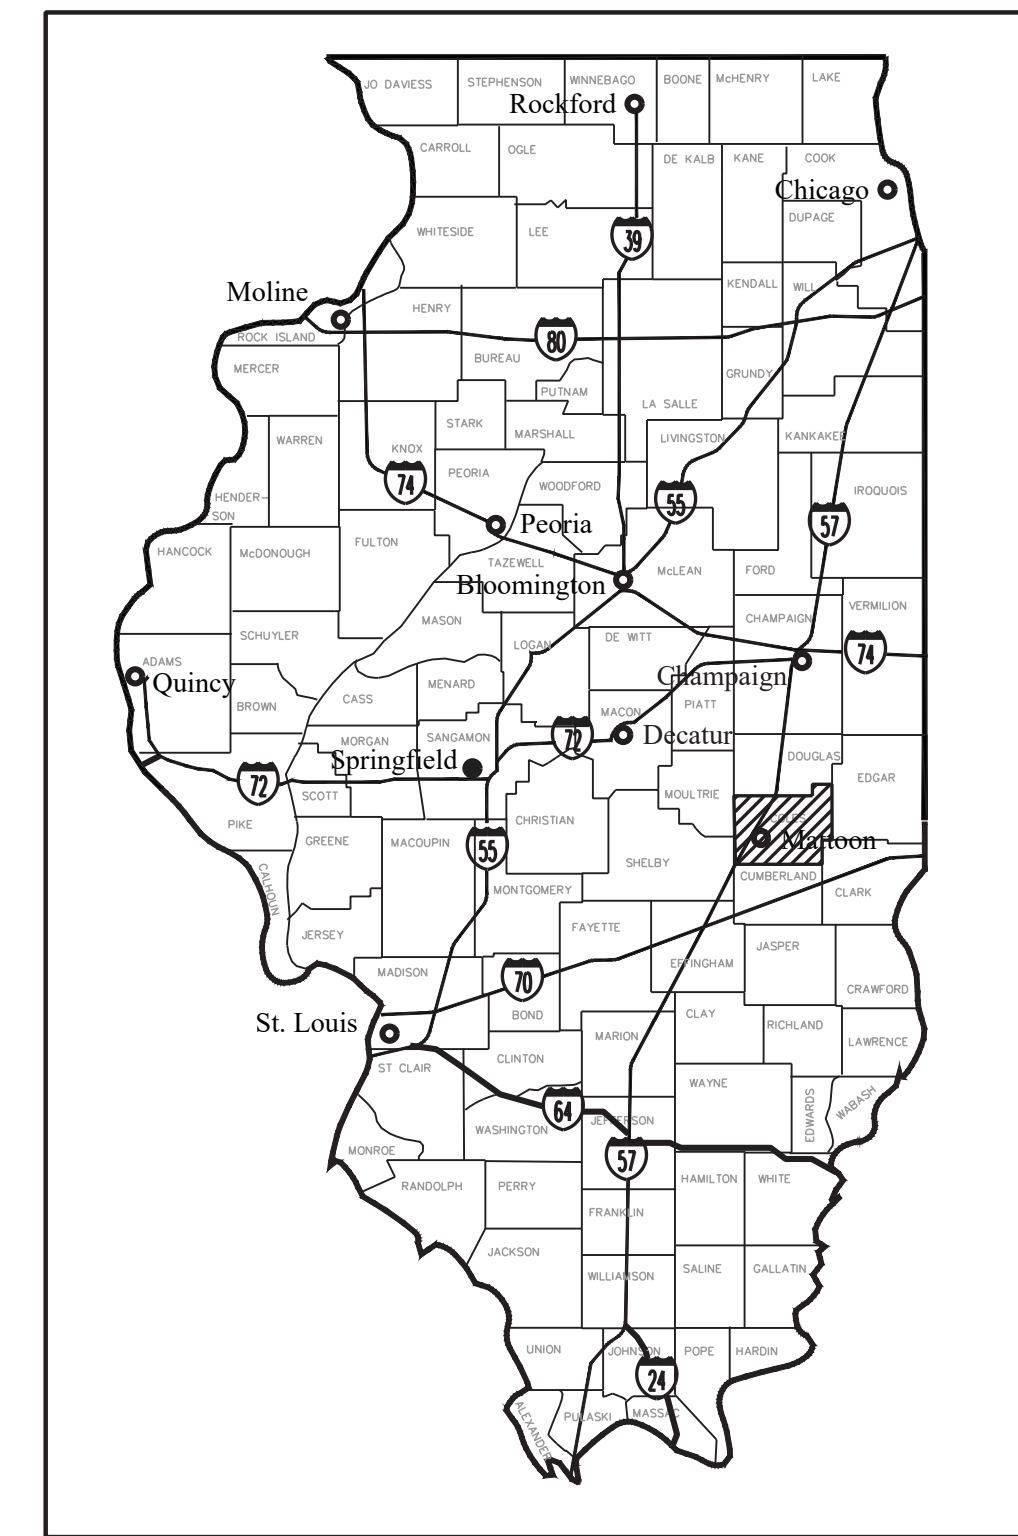 JO DAVIESS
STEPHENSON
WINNEBAGO
BOONE
McHENRY
LAKE
Rockford
CARROLL
OGLE
DE KALB
KANE
COOK
Chicago
DUPAGE
WHITESIDE
LEE
39
KENDALL
WILL
Moline
HENRY
ROCK ISLAND
80
BUREAU
MERCER
PUTNAM
GRUNDY
LA SALLE
STARK
MARSHALL
WARREN
KNOX
LIVINGSTON
KANKAKEE
PEORIA
74
WOODFORD
55
IROQUOIS
HENDER-
SON
57
Peoria
HANCOCK
McDONOUGH
FULTON
TAZEWELL
Bloomington
McLEAN
FORD
MASON
CHAMPAIGN
VERMILION
SCHUYLER
LOGAN
DE WITT
74
ADAMS
Quincy
Champaign
CASS
MENARD
BROWN
MACON
PIATT
MORGAN
SANGAMON
72
Decatur
Springfield
DOUGLAS
EDGAR
72
SCOTT
MOULTRIE
PIKE
GREENE
MACOUPIN
CHRISTIAN
COLES
Mattoon
55
SHELBY
CALHOUN
MONTGOMERY
CUMBERLAND
CLARK
JERSEY
FAYETTE
JASPER
MADISON
70
EFFINGHAM
CRAWFORD
St. Louis
BOND
CLAY
RICHLAND
MARION
LAWRENCE
ST CLAIR
CLINTON
WAYNE
64
EDWARDS
WABASH
WASHINGTON
JEFFERSON
MONROE
57
RANDOLPH
PERRY
HAMILTON
WHITE
FRANKLIN
JACKSON
WILLIAMSON
SALINE
GALLATIN
UNION
JOHNSON
POPE
HARDIN
24
ALEXANDER
PULASKI
MASSAC